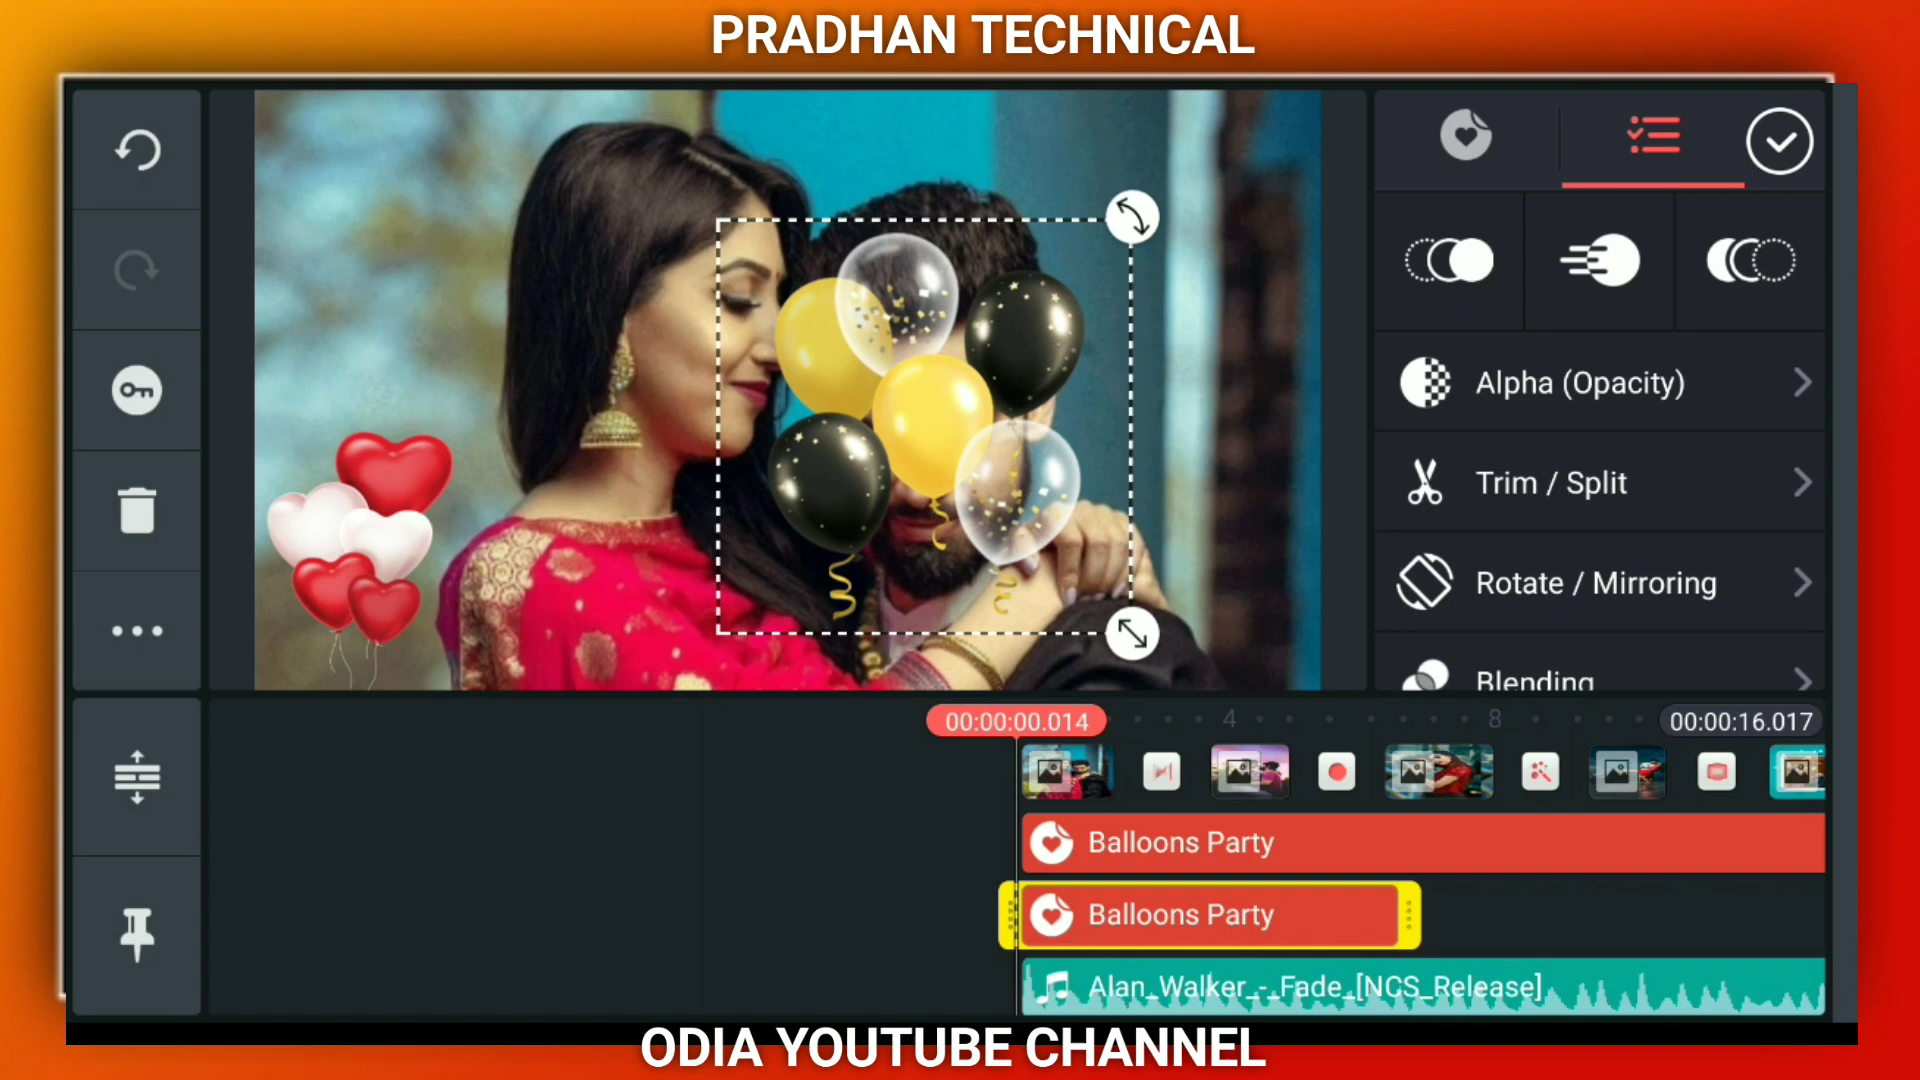 PRADHAN TECHNICAL
Alpha (Opacity)
Trim / Split
Rotate / Mirroring
Blending
00:00:00.014
4
8
00:00:16.017
Balloons Party
Balloons Party
Alan_Walker_-_Fade_[NCS_Release]
ODIA YOUTUBE CHANNEL